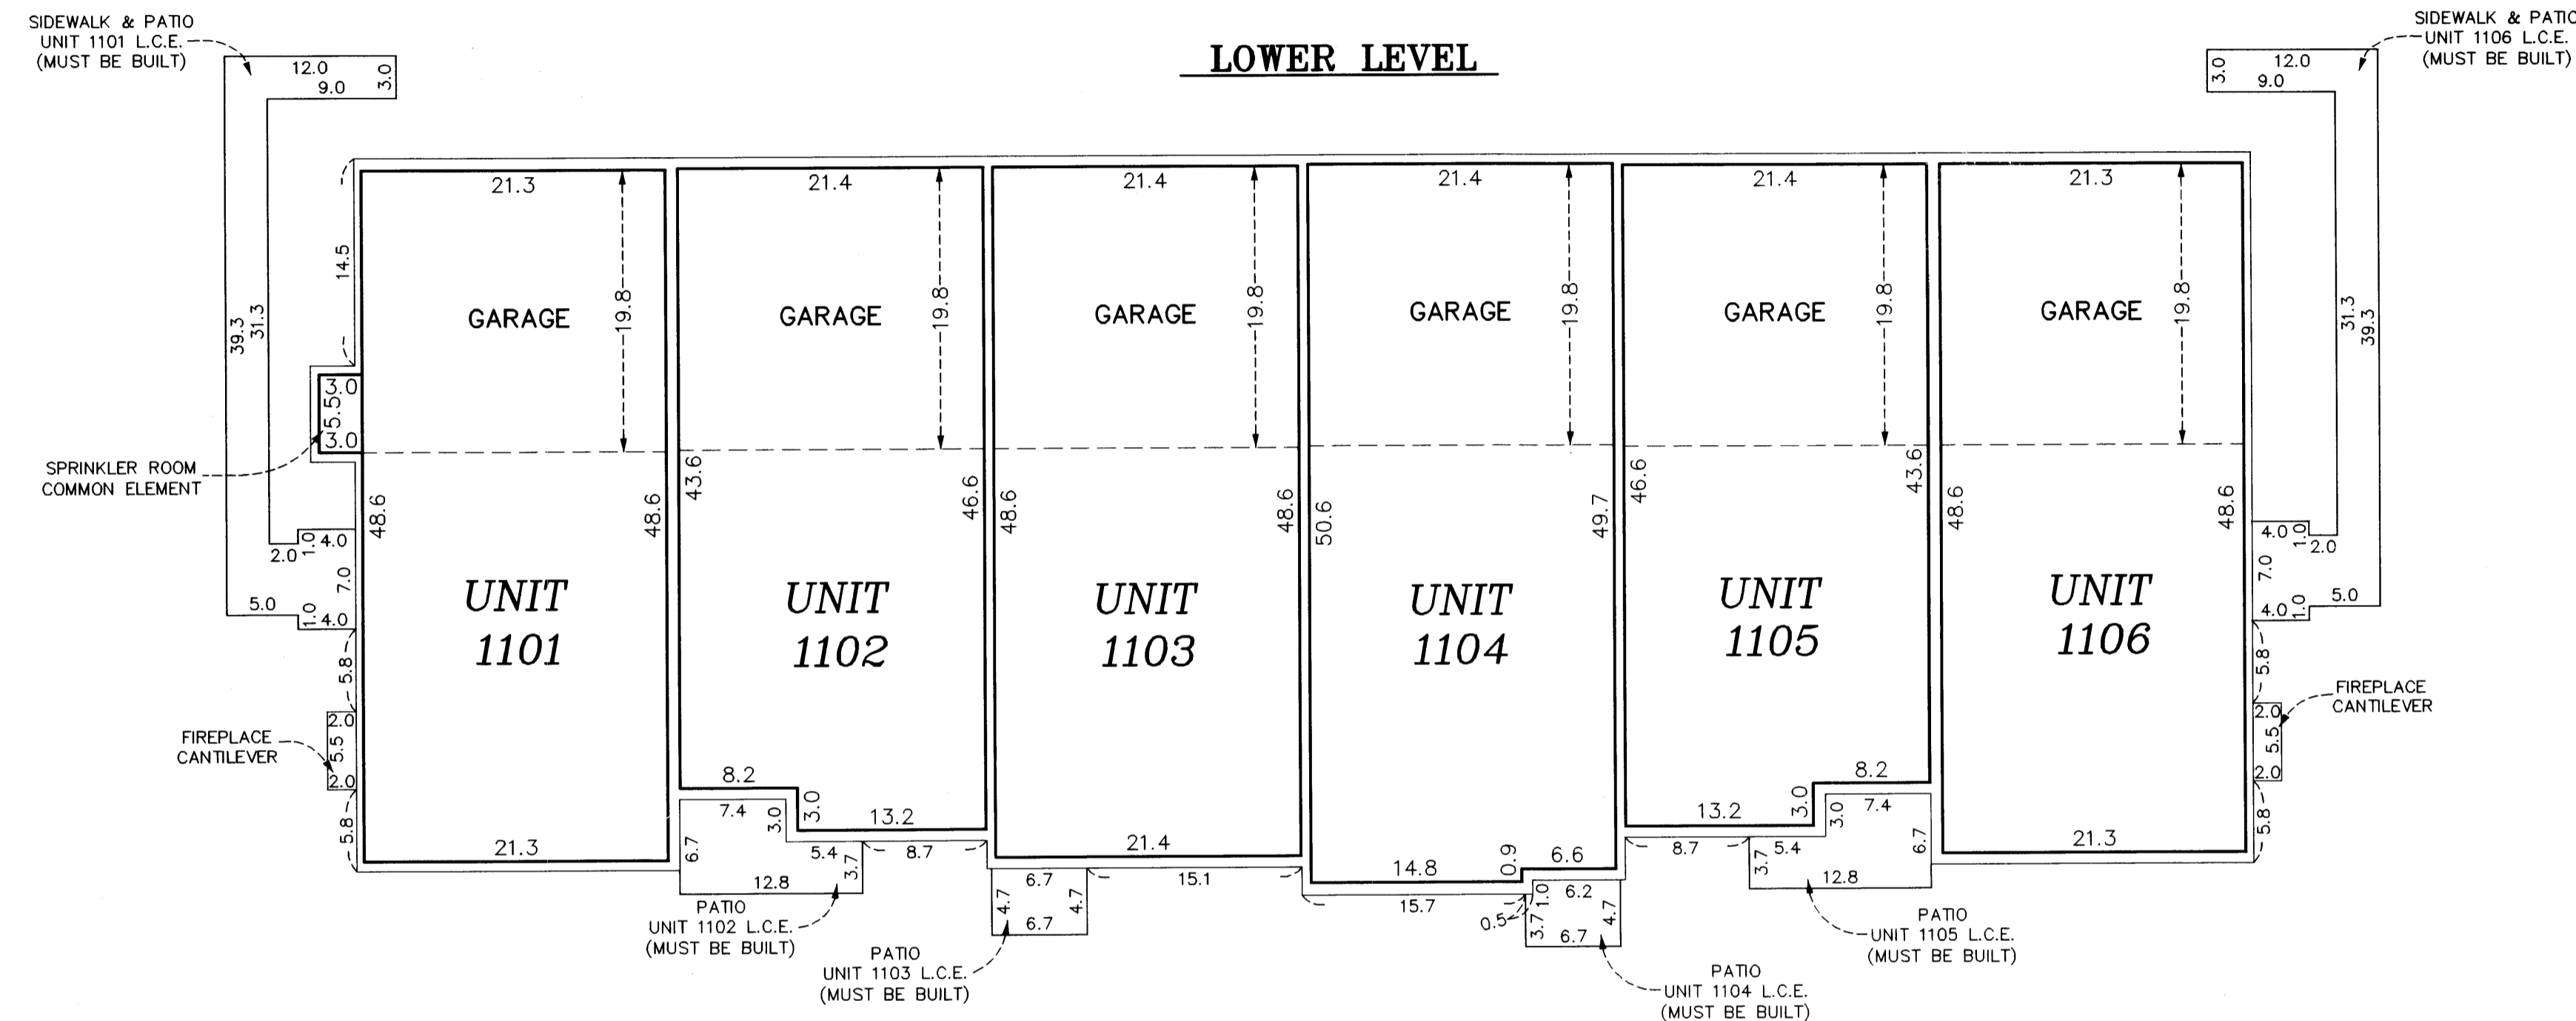 SIDEWALK & PATIO
UNIT 1101 L.C.E.
(MUST BE BUILT)
12.0
3.0
9.0
LOWER LEVEL
SIDEWALK & PATIO
UNIT 1106 L.C.E.
(MUST BE BUILT)
3.0
12.0
9.0
21.3
21.4
21.4
21.4
21.4
21.3
14.5
39.3
31.3
GARAGE
19.8
GARAGE
19.8
GARAGE
19.8
GARAGE
19.8
GARAGE
19.8
GARAGE
19.8
31.3
39.3
3.0
5.5
3.0
SPRINKLER ROOM
COMMON ELEMENT
48.6
48.6
43.6
46.6
48.6
48.6
50.6
49.7
46.6
43.6
48.6
48.6
2.0
1.0
4.0
7.0
5.0
1.0
4.0
4.0
1.0
2.0
7.0
4.0
1.0
5.0
UNIT
1101
UNIT
1102
UNIT
1103
UNIT
1104
UNIT
1105
UNIT
1106
5.8
FIREPLACE
CANTILEVER
2.0
5.5
2.0
5.8
5.8
FIREPLACE
CANTILEVER
2.0
5.5
2.0
5.8
21.3
8.2
3.0
13.2
21.4
14.8
0.9
6.6
13.2
3.0
8.2
21.3
7.4
3.0
6.7
5.4
3.7
8.7
12.8
6.7
4.7
4.7
6.7
15.1
15.7
0.5
1.0
6.2
3.7
4.7
6.7
8.7
3.7
5.4
3.0
7.4
6.7
12.8
PATIO
UNIT 1102 L.C.E.
(MUST BE BUILT)
PATIO
UNIT 1103 L.C.E.
(MUST BE BUILT)
PATIO
UNIT 1104 L.C.E.
(MUST BE BUILT)
PATIO
UNIT 1105 L.C.E.
(MUST BE BUILT)